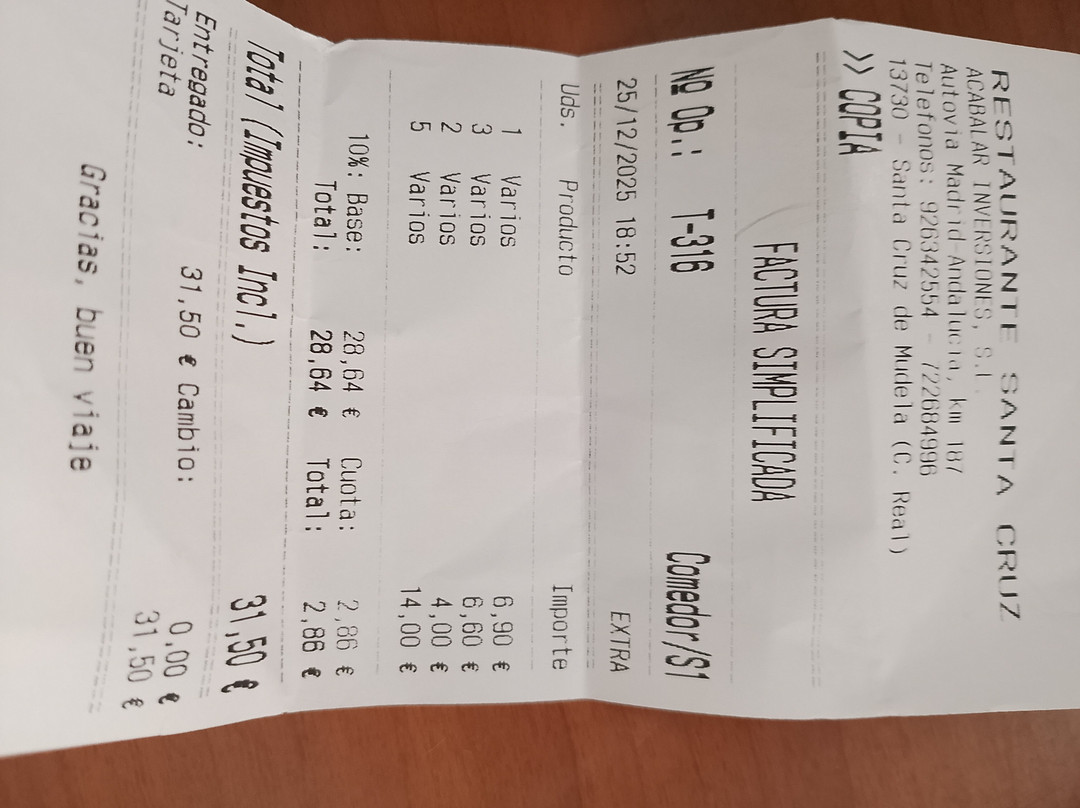 RESTAURANTE SANTA CRUZ
ACABALAR INVERSIONES, S.L.
Autovia Madrid-Andalucia, km 187
Telefonos: 926342554 - 722684996
13730 - Santa Cruz de Mudela (C. Real)
>> COPIA
FACTURA SIMPLIFICADA
Nº Op.: T-316 Comedor/S1
25/12/2025 18:52 EXTRA
Uds. Producto Importe
1 Varios 6,90 €
3 Varios 6,60 €
2 Varios 4,00 €
5 Varios 14,00 €
10%: Base: 28,64 € Cuota: 2,86 €
Total: 28,64 € Total: 2,86 €
Total (Impuestos Incl.) 31,50 €
Entregado: 31,50 € Cambio: 0,00 €
Tarjeta 31,50 €
Gracias, buen viaje